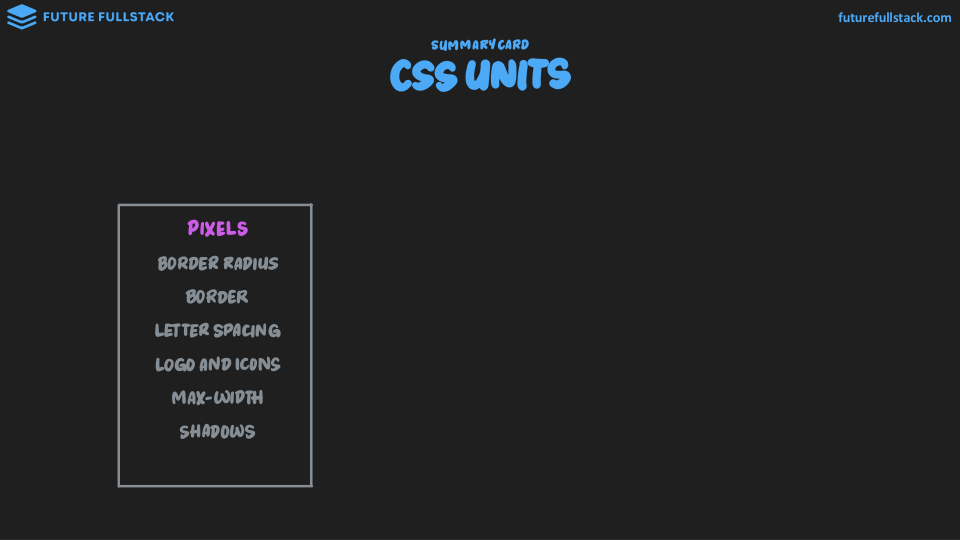 FUTURE FULLSTACK
futurefullstack.com
SUMMARY CARD
CSS UNITS
PIXELS
BORDER RADIUS
BORDER
LETTER SPACING
LOGO AND ICONS
MAX-WIDTH
SHADOWS